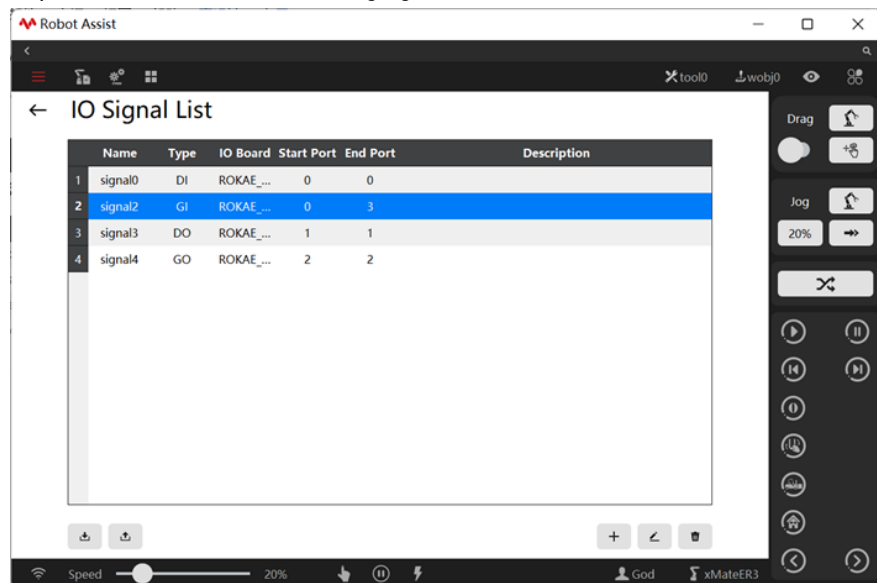 Robot Assist
tool0 wobj0
IO Signal List
Name Type IO Board Start Port End Port Description
1 signal0 DI ROKAE_... 0 0
2 signal2 GI ROKAE_... 0 3
3 signal3 DO ROKAE_... 1 1
4 signal4 GO ROKAE_... 2 2
Drag
Jog
20%
Speed 20% God xMateER3